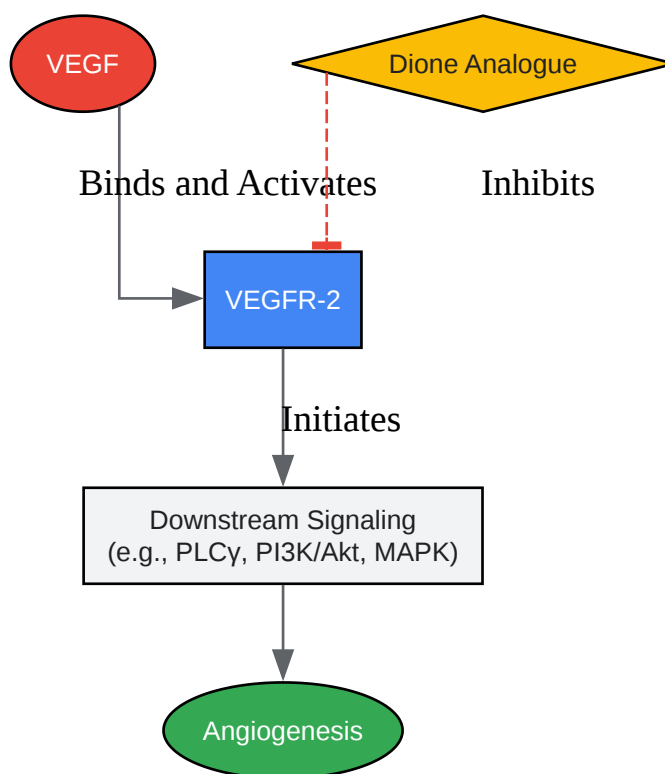 VEGF
Dione Analogue
Binds and Activates
Inhibits
VEGFR-2
Initiates
Downstream Signaling
(e.g., PLCγ, PI3K/Akt, MAPK)
Angiogenesis